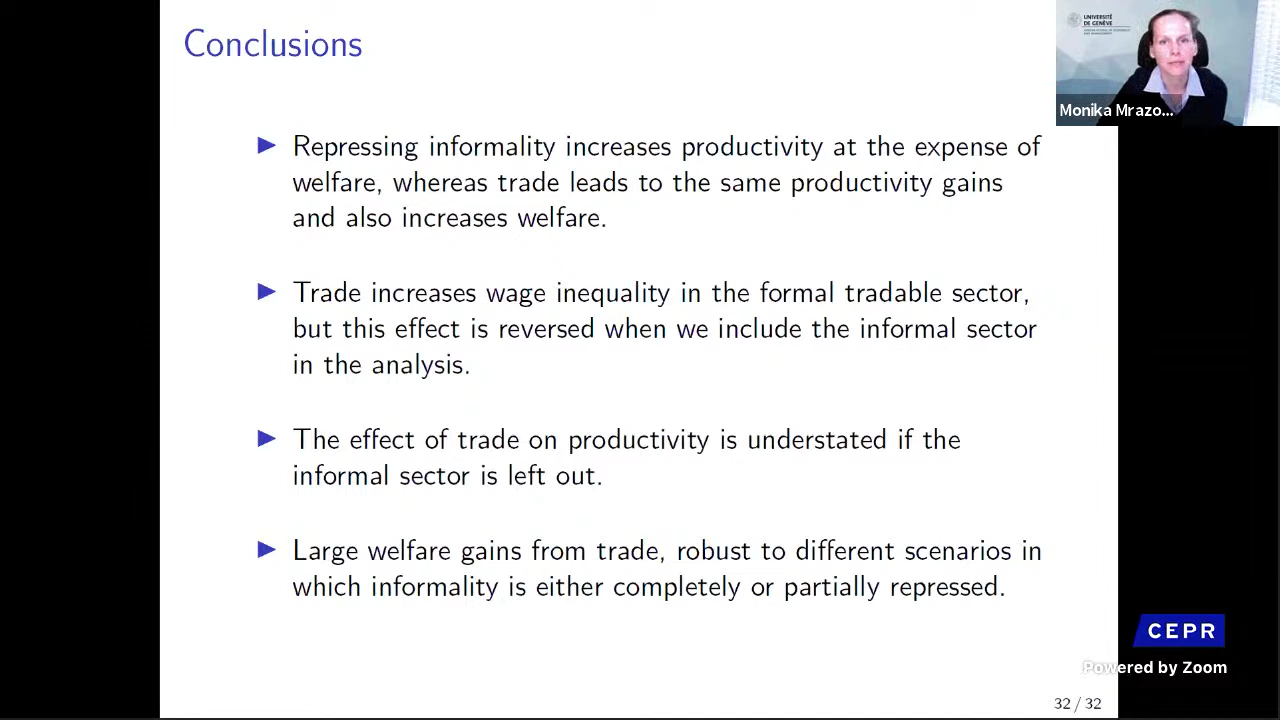 Conclusions
UNIVERSITÉ
DE GENÈVE
Monika Mrazo...
Repressing informality increases productivity at the expense of
welfare, whereas trade leads to the same productivity gains
and also increases welfare.
Trade increases wage inequality in the formal tradable sector,
but this effect is reversed when we include the informal sector
in the analysis.
The effect of trade on productivity is understated if the
informal sector is left out.
Large welfare gains from trade, robust to different scenarios in
which informality is either completely or partially repressed.
CEPR
Powered by Zoom
32 / 32